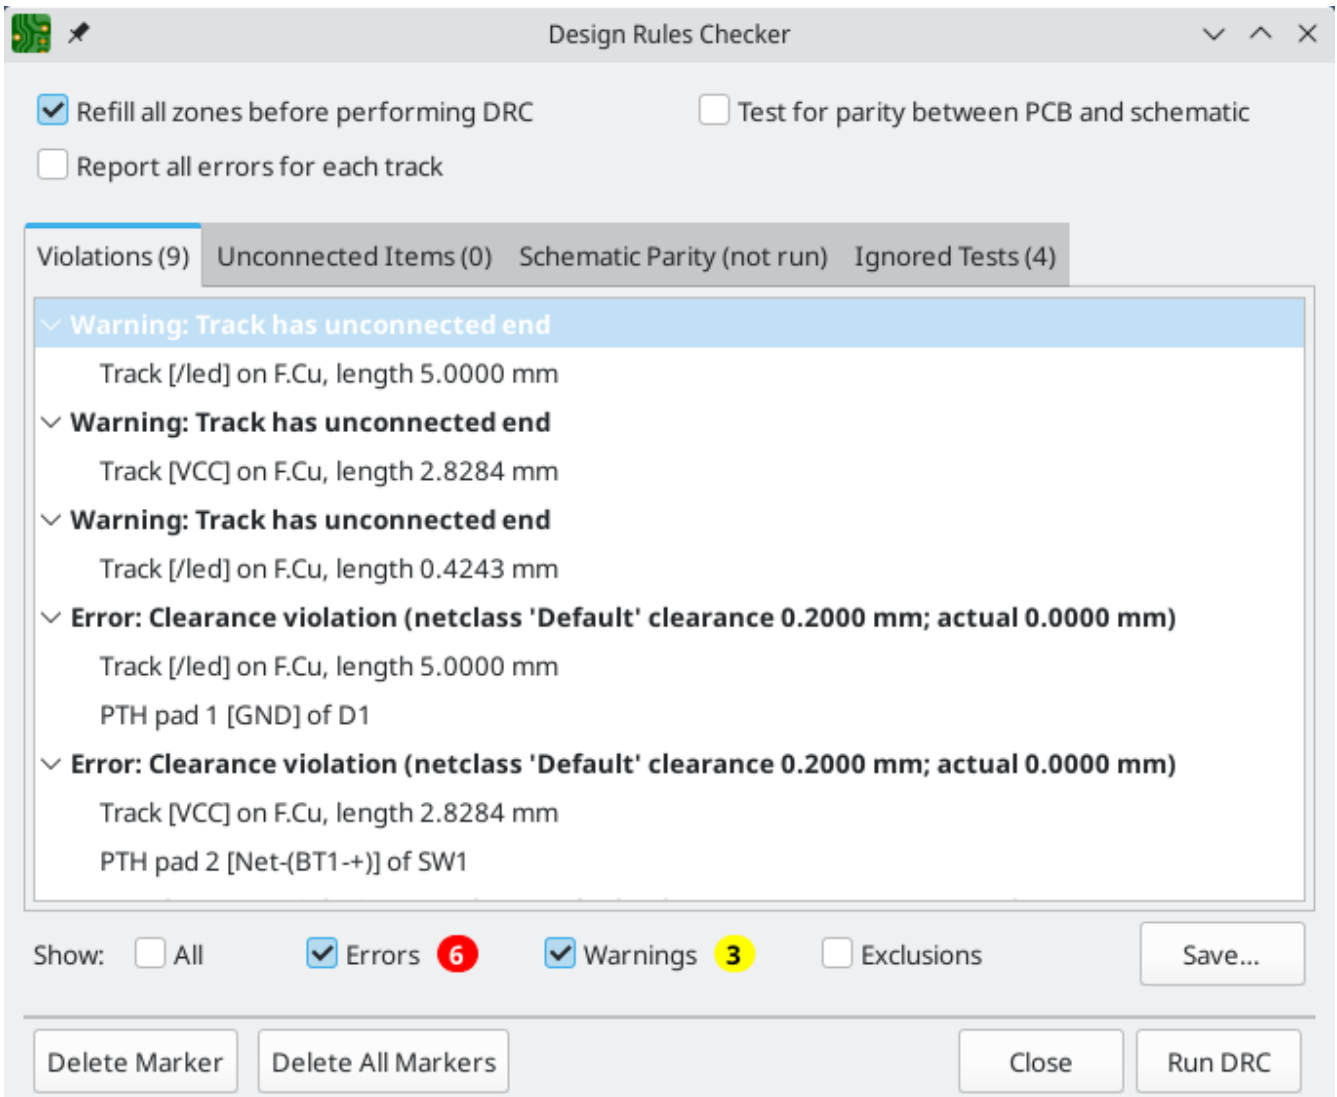 Design Rules Checker
Refill all zones before performing DRC
Test for parity between PCB and schematic
Report all errors for each track
Violations (9) Unconnected Items (0) Schematic Parity (not run) Ignored Tests (4)
Warning: Track has unconnected end
Track [/led] on F.Cu, length 5.0000 mm
Warning: Track has unconnected end
Track [VCC] on F.Cu, length 2.8284 mm
Warning: Track has unconnected end
Track [/led] on F.Cu, length 0.4243 mm
Error: Clearance violation (netclass 'Default' clearance 0.2000 mm; actual 0.0000 mm)
Track [/led] on F.Cu, length 5.0000 mm
PTH pad 1 [GND] of D1
Error: Clearance violation (netclass 'Default' clearance 0.2000 mm; actual 0.0000 mm)
Track [VCC] on F.Cu, length 2.8284 mm
PTH pad 2 [Net-(BT1-+)] of SW1
Show: All Errors 6 Warnings 3 Exclusions Save...
Delete Marker Delete All Markers Close Run DRC